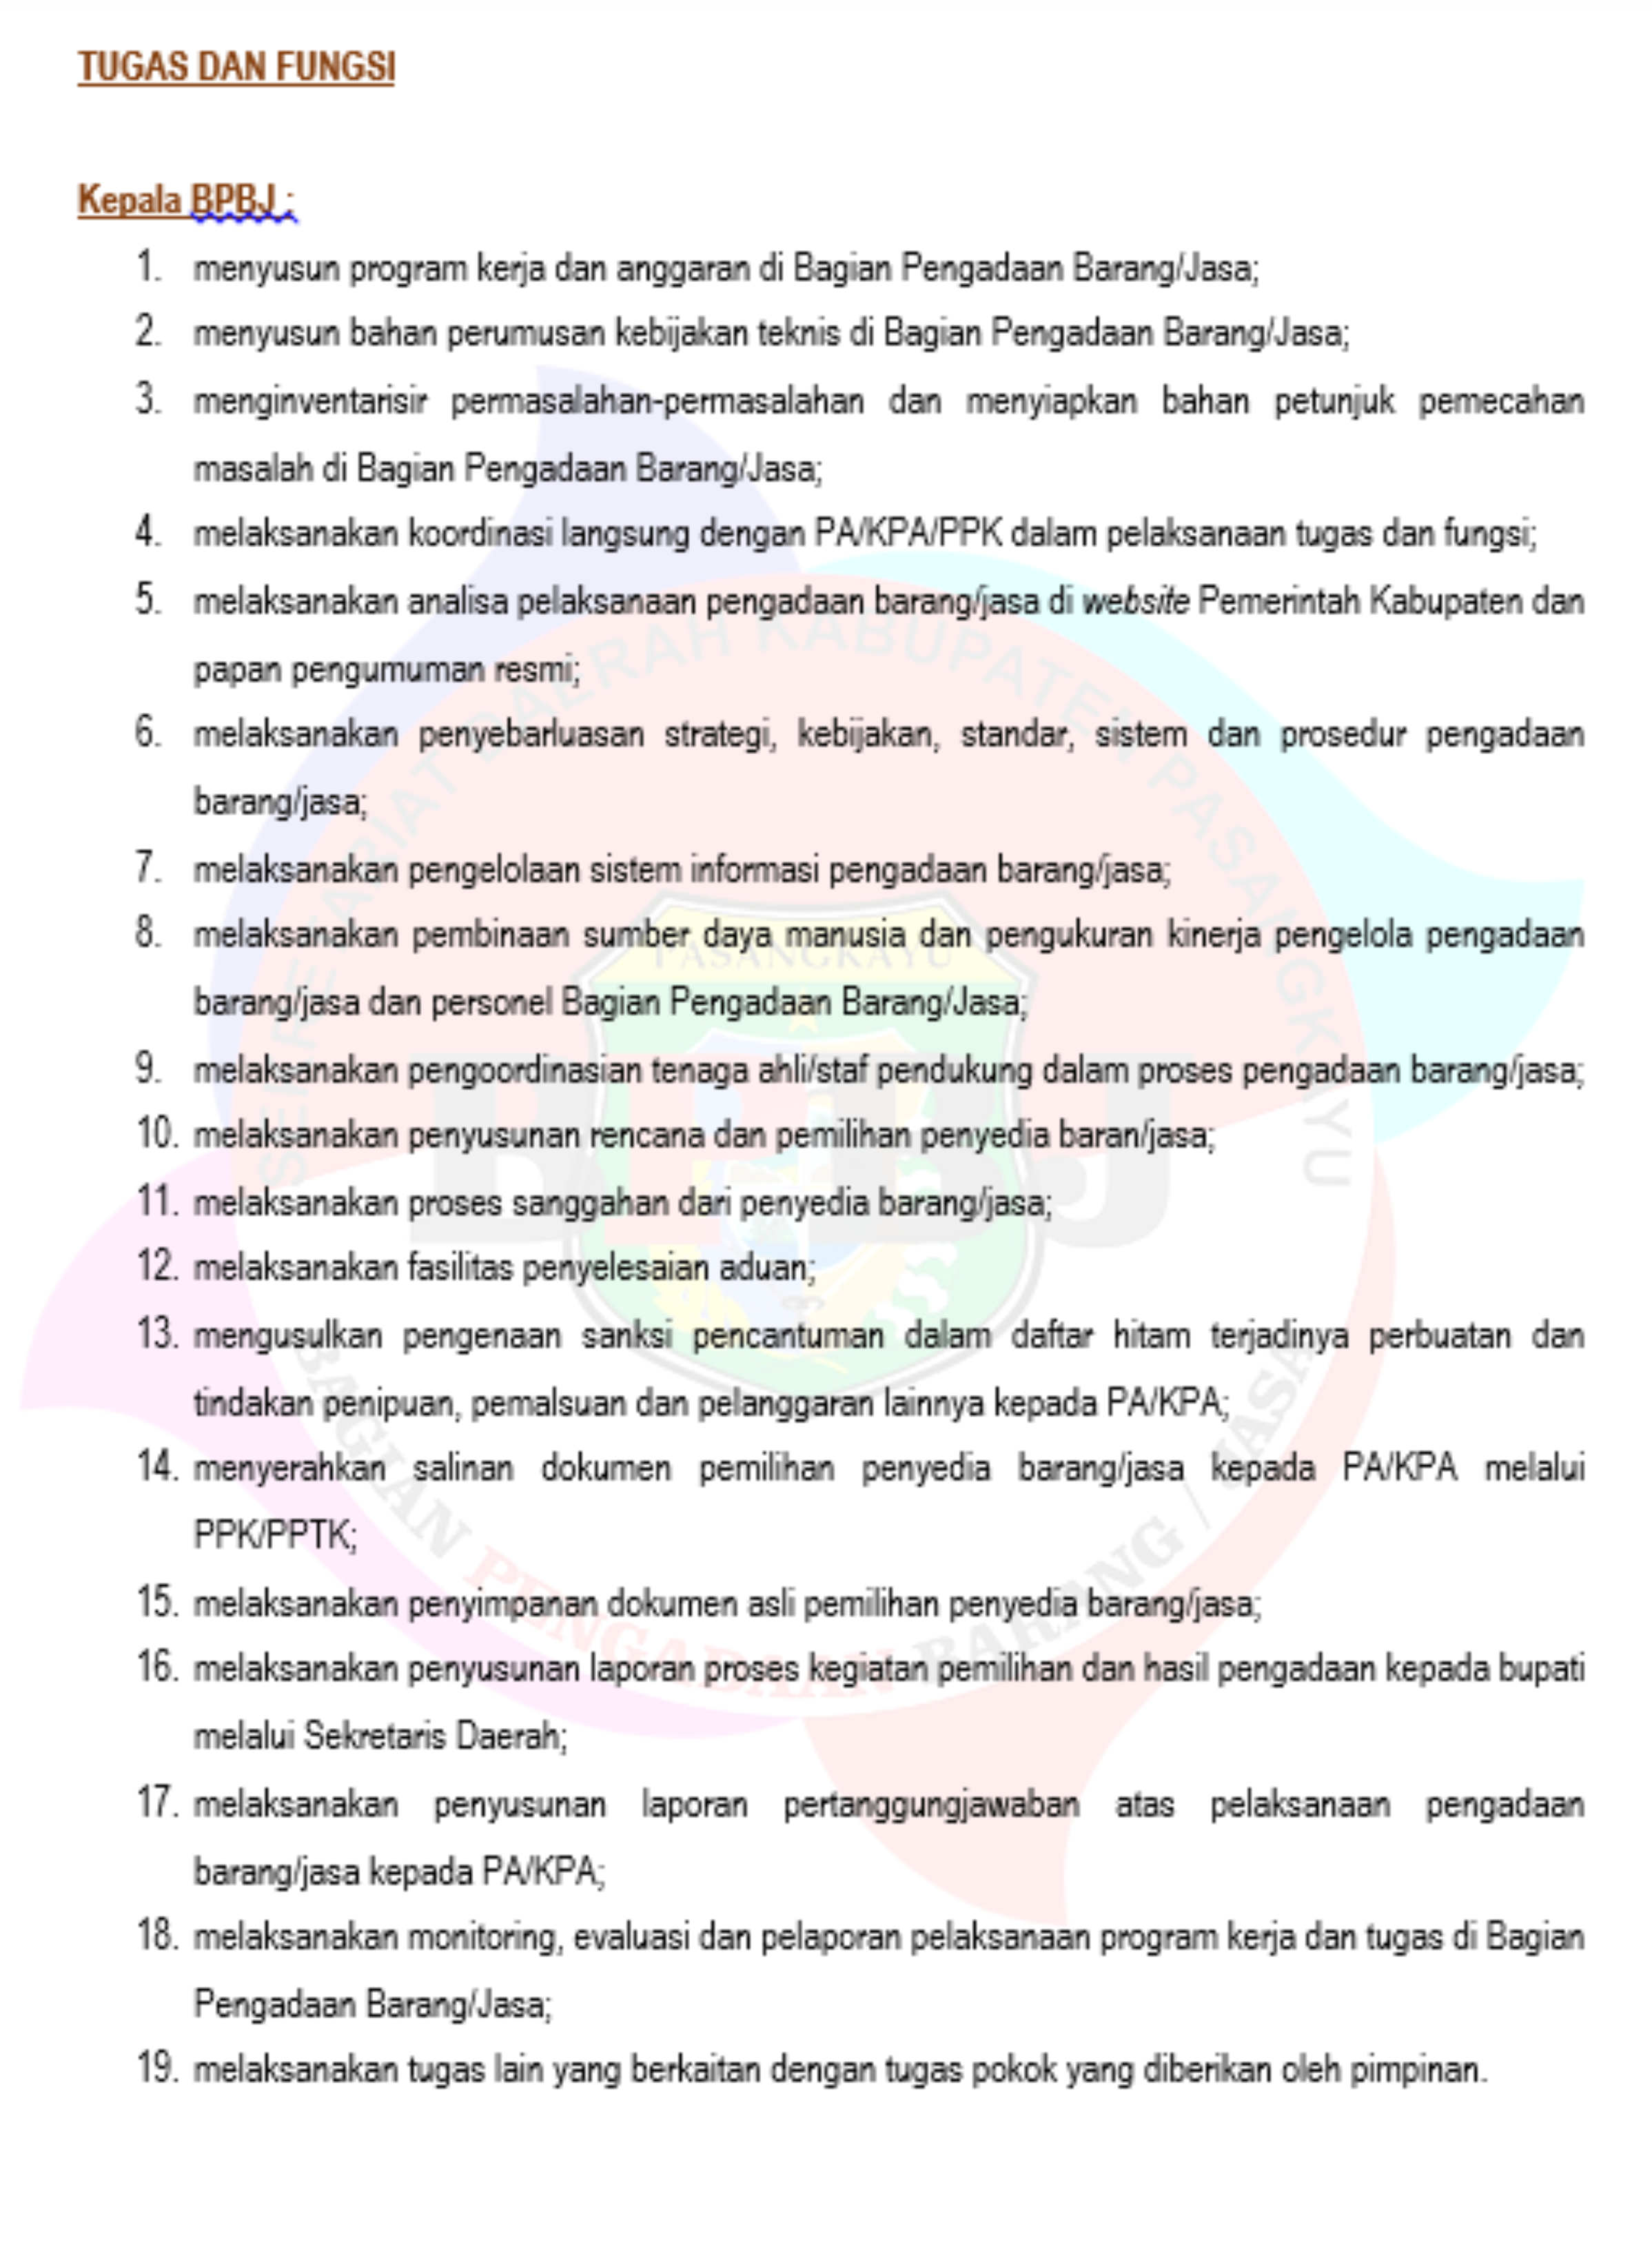 TUGAS DAN FUNGSI
Kepala BPBJ :
1. menyusun program kerja dan anggaran di Bagian Pengadaan Barang/Jasa;
2. menyusun bahan perumusan kebijakan teknis di Bagian Pengadaan Barang/Jasa;
3. menginventarisir permasalahan-permasalahan dan menyiapkan bahan petunjuk pemecahan
masalah di Bagian Pengadaan Barang/Jasa;
4. melaksanakan koordinasi langsung dengan PA/KPA/PPK dalam pelaksanaan tugas dan fungsi;
5. melaksanakan analisa pelaksanaan pengadaan barang/jasa di website Pemerintah Kabupaten dan
papan pengumuman resmi;
6. melaksanakan penyebarluasan strategi, kebijakan, standar, sistem dan prosedur pengadaan
barang/jasa;
7. melaksanakan pengelolaan sistem informasi pengadaan barang/jasa;
8. melaksanakan pembinaan sumber daya manusia dan pengukuran kinerja pengelola pengadaan
barang/jasa dan personel Bagian Pengadaan Barang/Jasa;
9. melaksanakan pengoordinasian tenaga ahli/staf pendukung dalam proses pengadaan barang/jasa;
10. melaksanakan penyusunan rencana dan pemilihan penyedia baran/jasa;
11. melaksanakan proses sanggahan dari penyedia barang/jasa;
12. melaksanakan fasilitas penyelesaian aduan;
13. mengusulkan pengenaan sanksi pencantuman dalam daftar hitam terjadinya perbuatan dan
tindakan penipuan, pemalsuan dan pelanggaran lainnya kepada PA/KPA;
14. menyerahkan salinan dokumen pemilihan penyedia barang/jasa kepada PA/KPA melalui
PPK/PPTK;
15. melaksanakan penyimpanan dokumen asli pemilihan penyedia barang/jasa;
16. melaksanakan penyusunan laporan proses kegiatan pemilihan dan hasil pengadaan kepada bupati
melalui Sekretaris Daerah;
17. melaksanakan penyusunan laporan pertanggungjawaban atas pelaksanaan pengadaan
barang/jasa kepada PA/KPA;
18. melaksanakan monitoring, evaluasi dan pelaporan pelaksanaan program kerja dan tugas di Bagian
Pengadaan Barang/Jasa;
19. melaksanakan tugas lain yang berkaitan dengan tugas pokok yang diberikan oleh pimpinan.
SEKRETARIAT DAERAH KABUPATEN PASANGKAYU
PASANGKAYU
BPBJ
BAGIAN PENGADAAN BARANG / JASA